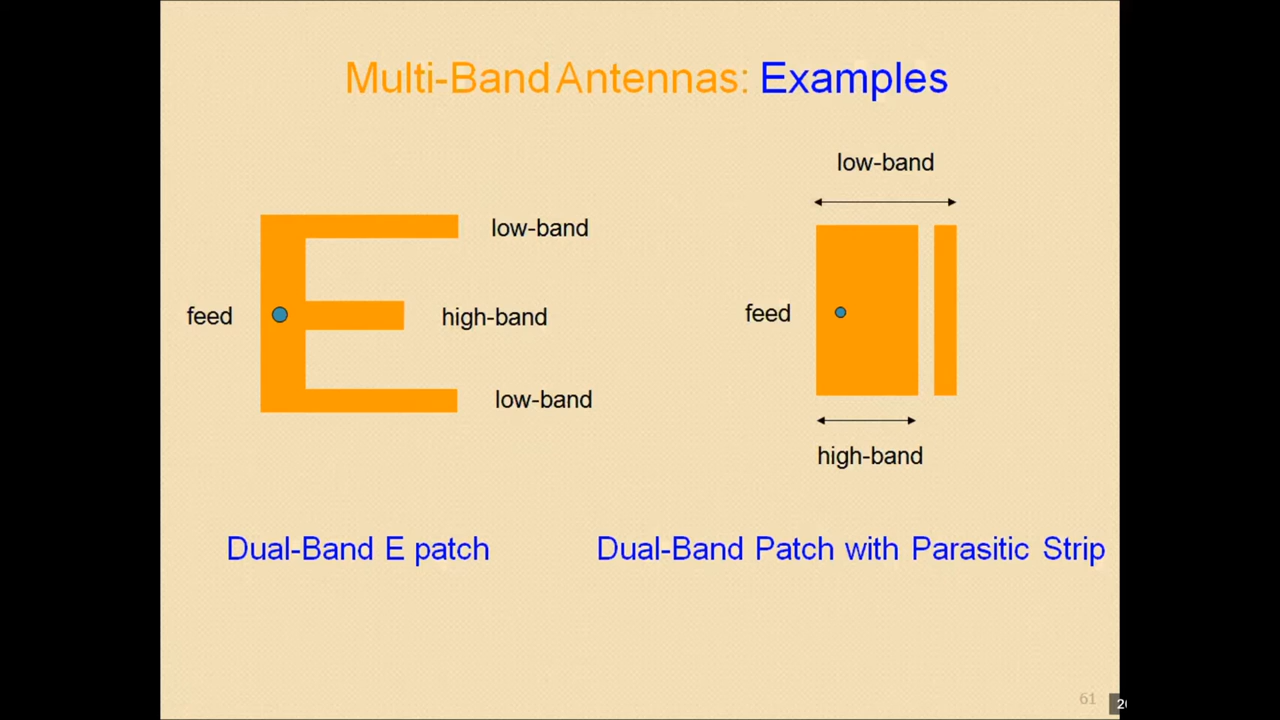 Multi-Band Antennas: Examples
low-band
low-band
feed
high-band
low-band
feed
high-band
Dual-Band E patch
Dual-Band Patch with Parasitic Strip
61